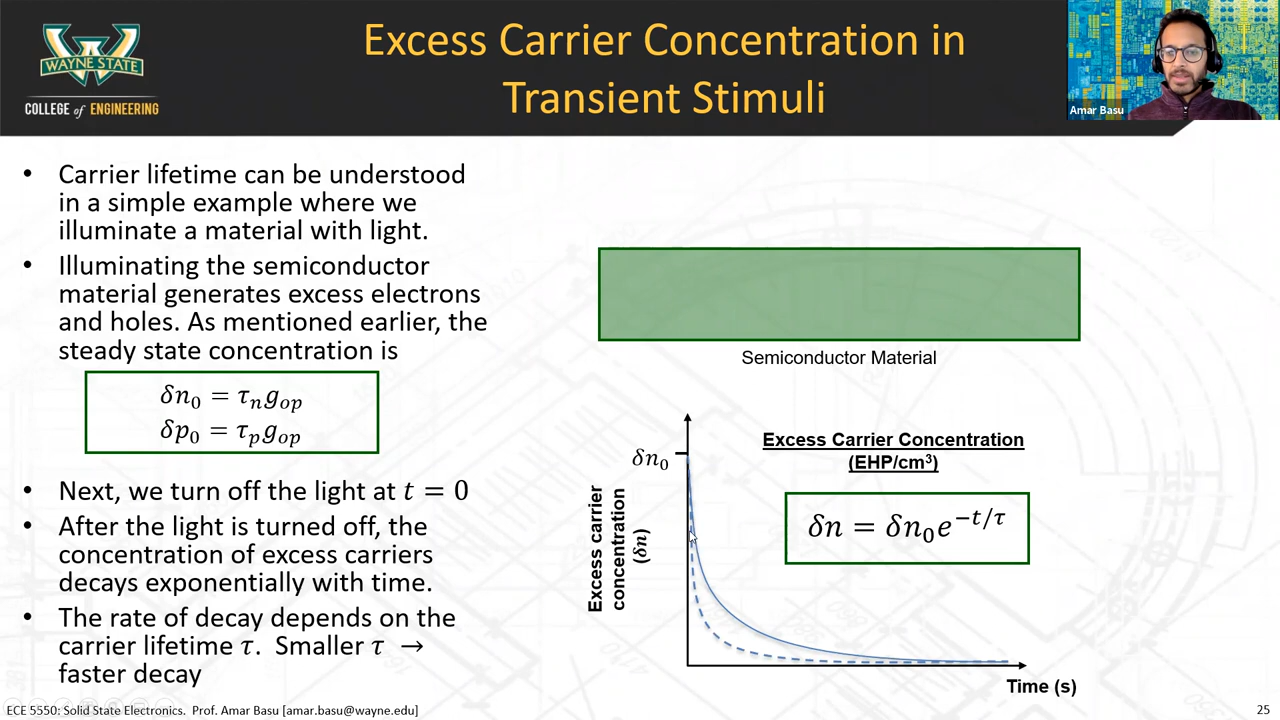 WAYNE STATE
COLLEGE of ENGINEERING
Excess Carrier Concentration in
Transient Stimuli
Amar Basu
• Carrier lifetime can be understood
in a simple example where we
illuminate a material with light.
• Illuminating the semiconductor
material generates excess electrons
and holes. As mentioned earlier, the
steady state concentration is
δn₀ = τₙg_{op}
δp₀ = τₚg_{op}
• Next, we turn off the light at t = 0
• After the light is turned off, the
concentration of excess carriers
decays exponentially with time.
• The rate of decay depends on the
carrier lifetime τ. Smaller τ →
faster decay
Semiconductor Material
δn₀
Excess carrier
concentration
(δn)
Excess Carrier Concentration
(EHP/cm³)
δn = δn₀e^{−t/τ}
Time (s)
ECE 5550: Solid State Electronics. Prof. Amar Basu [amar.basu@wayne.edu]
25